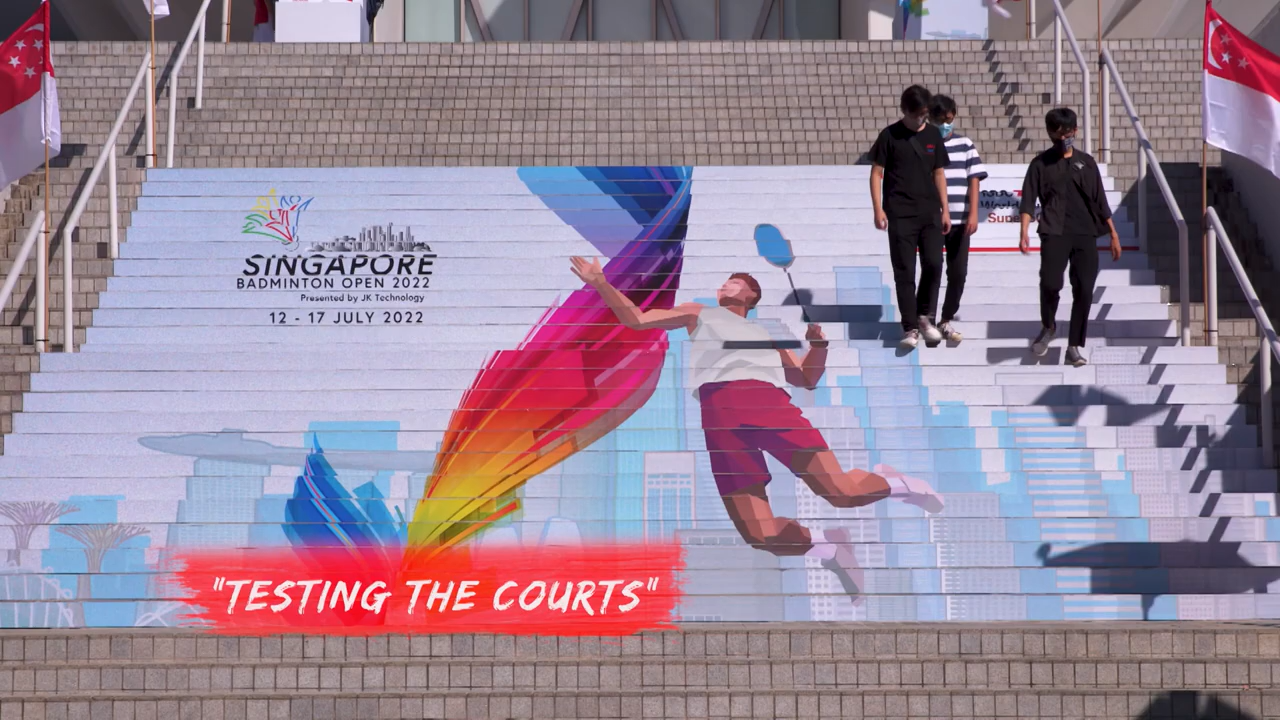 SINGAPORE
BADMINTON OPEN 2022
Presented by JK Technology
12 - 17 JULY 2022
"TESTING THE COURTS"